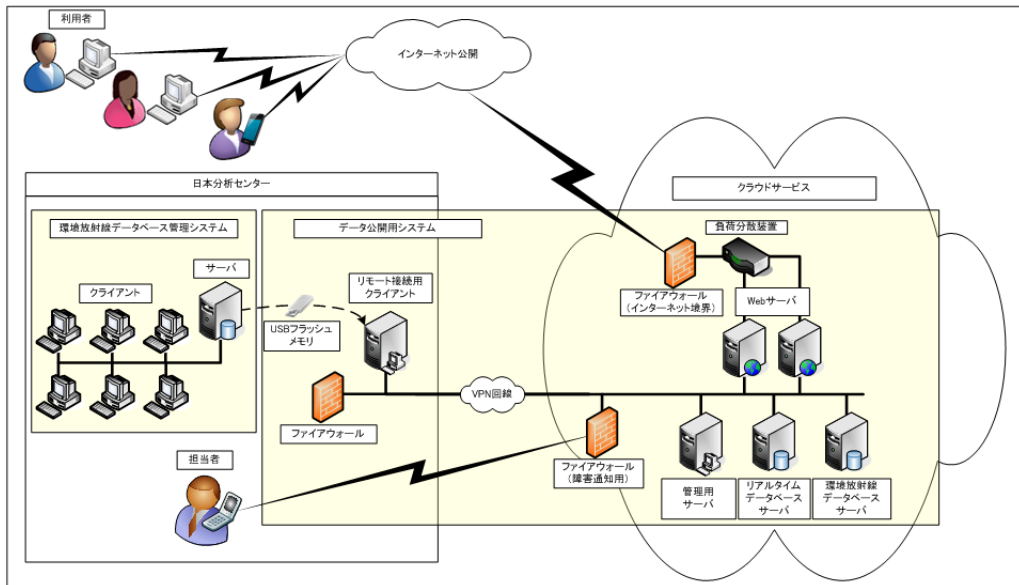 利用者
インターネット公開
日本分析センター
クラウドサービス
環境放射線データベース管理システム
データ公開用システム
負荷分散装置
サーバ
リモート接続用
クライアント
クライアント
USBフラッシュ
メモリ
ファイアウォール
(インターネット境界)
Webサーバ
VPN回線
ファイアウォール
担当者
ファイアウォール
(障害通知用)
管理用
サーバ
リアルタイム
データベース
サーバ
環境放射線
データベース
サーバ